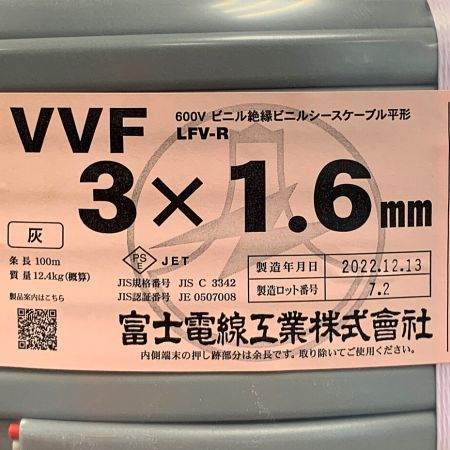 VVF 600V ビニル絶縁ビニルシースケーブル平形
LFV-R
3×1.6mm
灰
条長 100m
質量 12.4kg(概算)
製品案内はこちら
PS
E
JET
JIS規格番号 JIS C 3342
JIS認証番号 JE 0507008
製造年月日 2022.12.13
製造ロット番号 7.2
富士電線工業株式會社
内側端末の押し跡部分は余長です。取り除いてご使用ください。